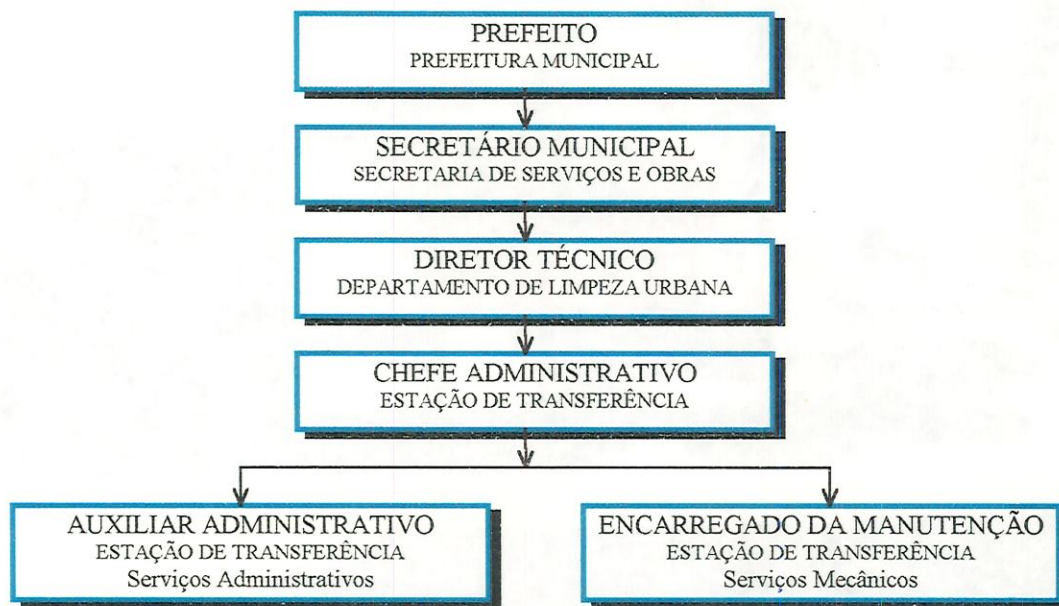 PREFEITO
PREFEITURA MUNICIPAL
SECRETÁRIO MUNICIPAL
SECRETARIA DE SERVIÇOS E OBRAS
DIRETOR TÉCNICO
DEPARTAMENTO DE LIMPEZA URBANA
CHEFE ADMINISTRATIVO
ESTAÇÃO DE TRANSFERÊNCIA
AUXILIAR ADMINISTRATIVO
ESTAÇÃO DE TRANSFERÊNCIA
Serviços Administrativos
ENCARREGADO DA MANUTENÇÃO
ESTAÇÃO DE TRANSFERÊNCIA
Serviços Mecânicos